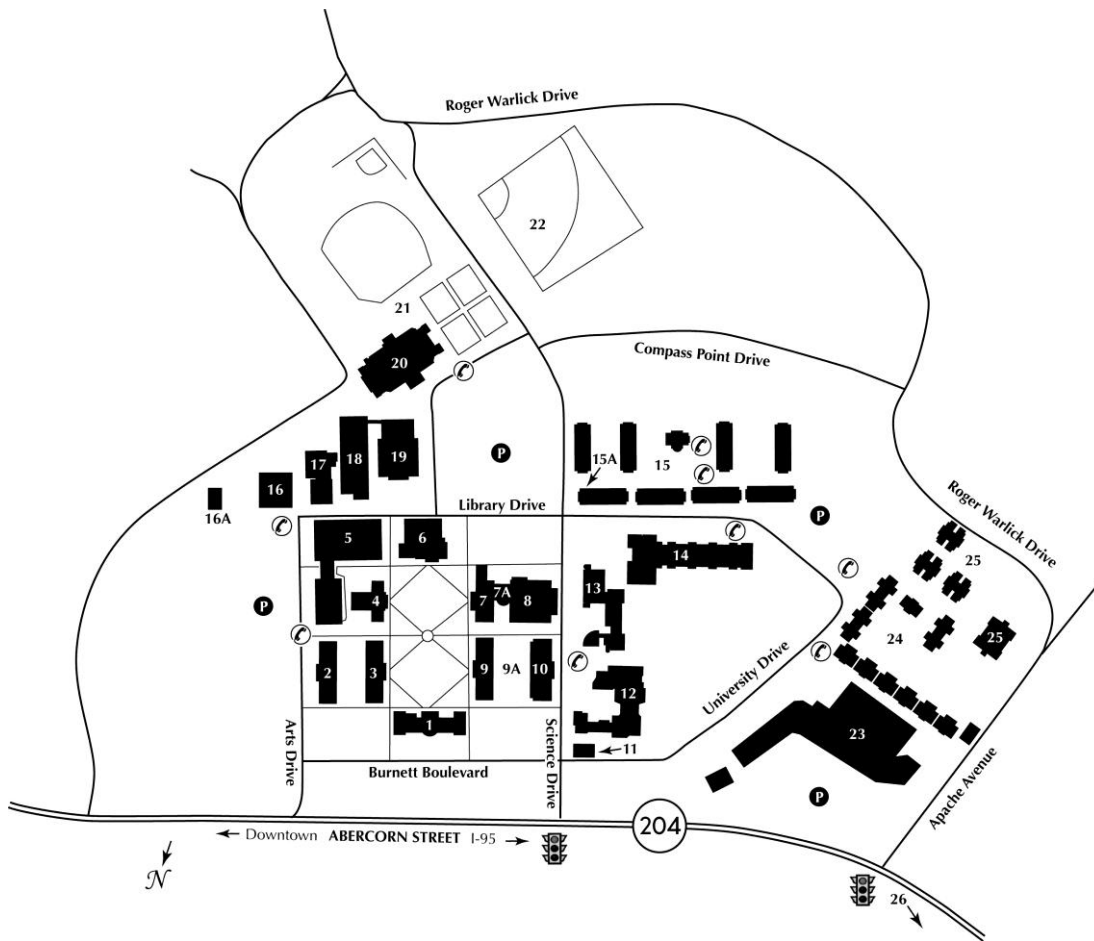 Roger Warlick Drive
22
21
20
Compass Point Drive
17
18
19
P
15A
15
16
16A
Library Drive
P
Roger Warlick Drive
5
6
14
25
P
4
7
7A
8
13
24
25
2
3
9
9A
10
12
University Drive
1
23
Arts Drive
Science Drive
11
Burnett Boulevard
P
Apache Avenue
← Downtown ABERCORN STREET I-95 →
204
N
26